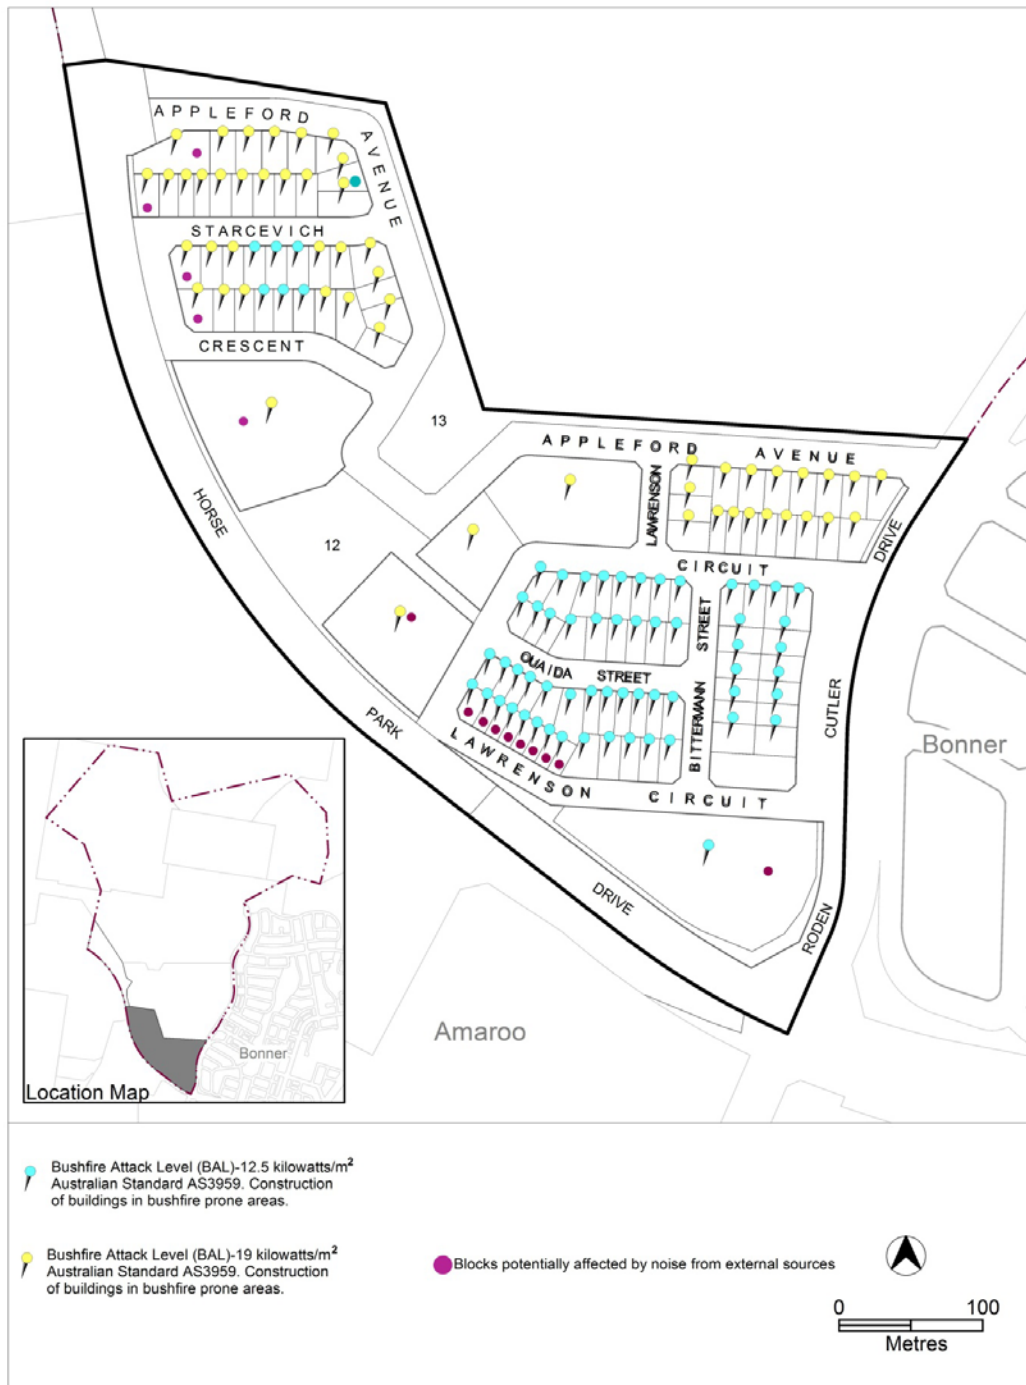 APPLEFORD
AVENUE
STARCEVICH
CRESCENT
13
APPLEFORD AVENUE
LAWRENSON
HORSE
12
DRIVE
CIRCUIT
STREET
OUAIDA STREET
BITTERMANN
CUTLER
PARK
LAWRENSON CIRCUIT
Bonner
DRIVE
RODEN
Amaroo
Bonner
Location Map
Bushfire Attack Level (BAL)-12.5 kilowatts/m²
Australian Standard AS3959. Construction
of buildings in bushfire prone areas.
Bushfire Attack Level (BAL)-19 kilowatts/m²
Australian Standard AS3959. Construction
of buildings in bushfire prone areas.
Blocks potentially affected by noise from external sources
0 100
Metres